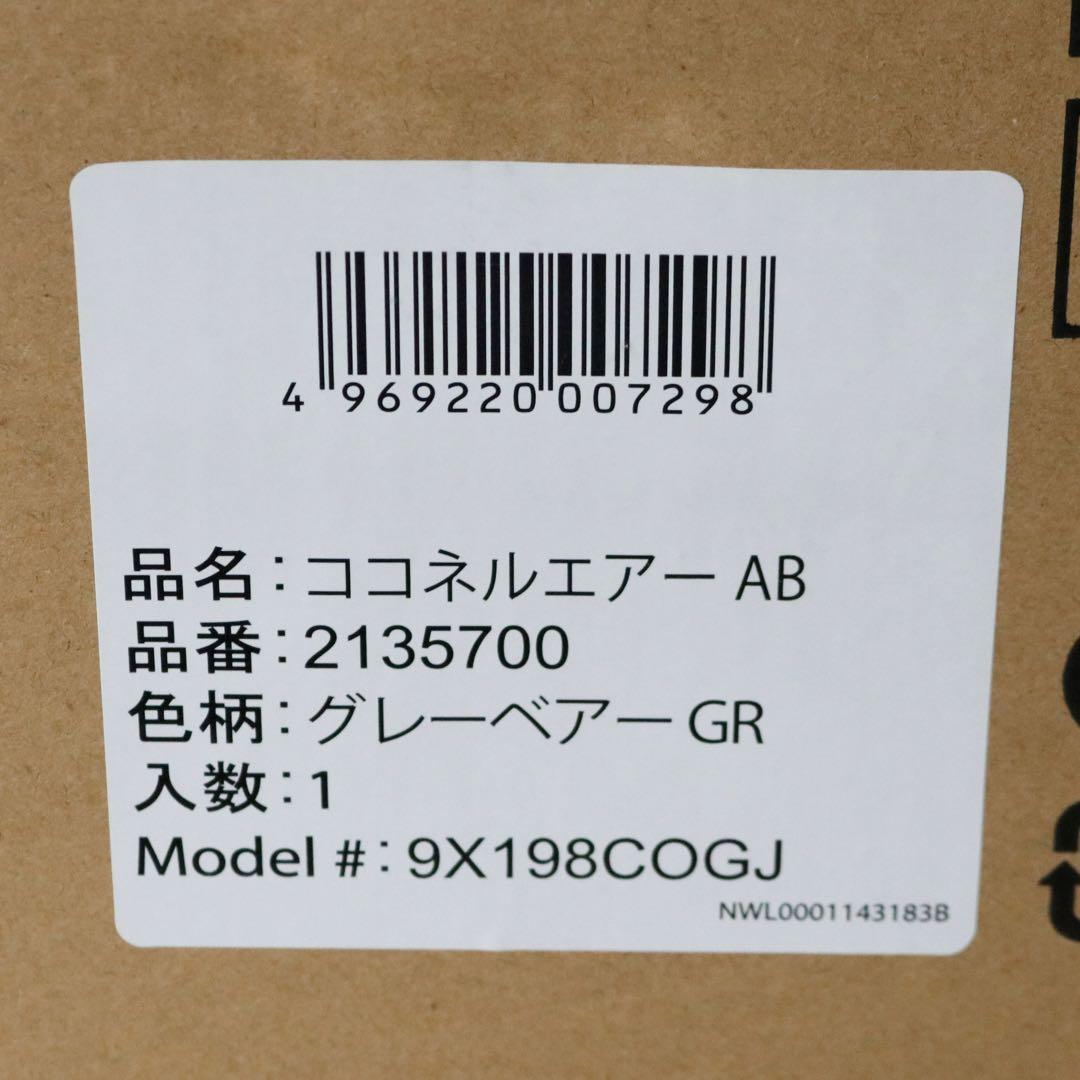 4 969220 007298
品名:ココネルエアー AB
品番:2135700
色柄:グレーベアー GR
入数:1
Model #:9X198COGJ
NWL0001143183B